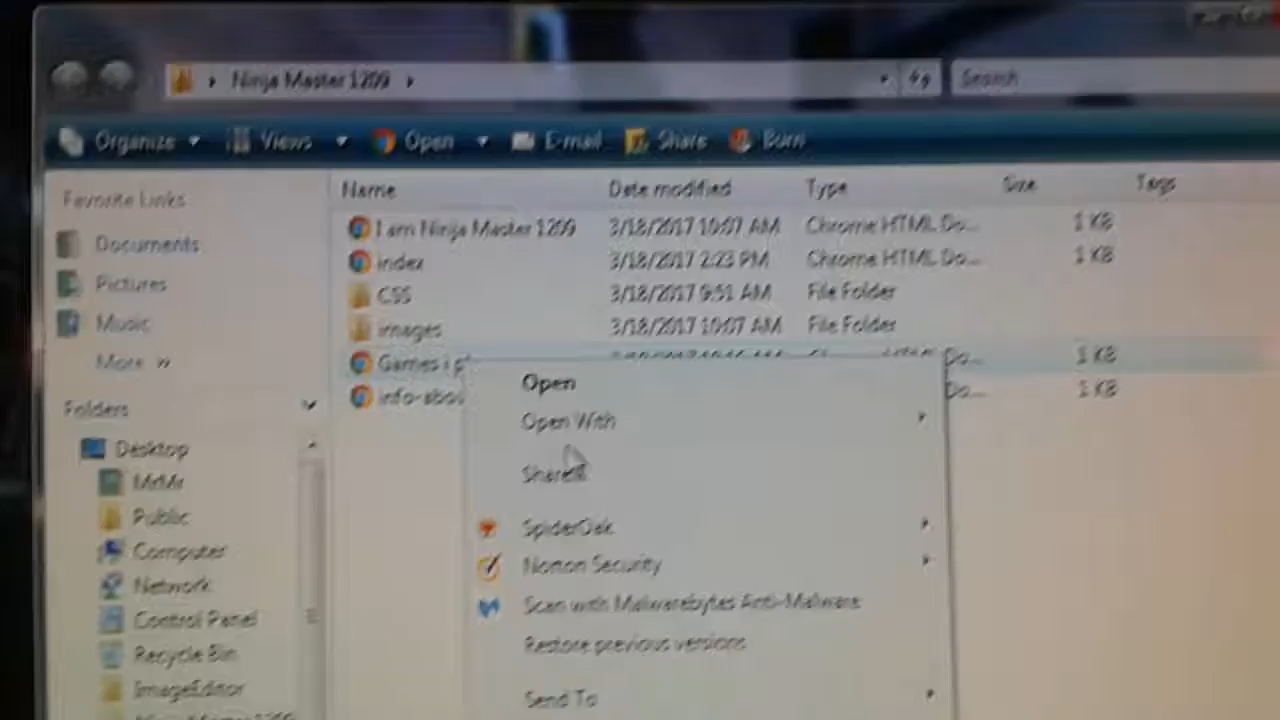 Ninja Master 1209
Search
Organize Views Open E-mail Share Burn
Favorite Links
Documents
Pictures
Music
More »
Folders
Desktop
MrMr
Public
Computer
Network
Control Panel
Recycle Bin
ImageEditor
Name Date modified Type Size Tags
I am Ninja Master 1209 3/18/2017 10:07 AM Chrome HTML Do... 1 KB
index 3/18/2017 2:23 PM Chrome HTML Do... 1 KB
CSS 3/18/2017 9:51 AM File Folder
images 3/18/2017 10:07 AM File Folder
Games i Do... 1 KB
info-abou Do... 1 KB
Open
Open With
Share...
SpiderOak
Norton Security
Scan with Malwarebytes Anti-Malware
Restore previous versions
Send To